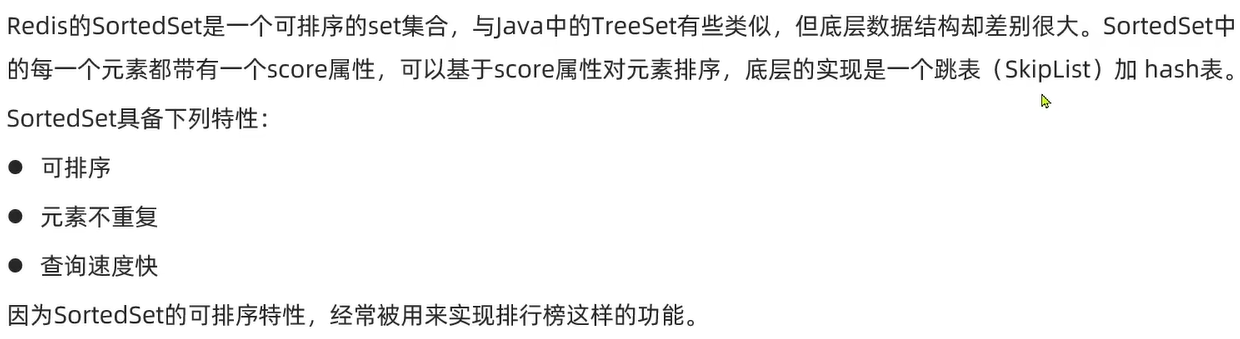 Redis的SortedSet是一个可排序的set集合，与Java中的TreeSet有些类似，但底层数据结构却差别很大。SortedSet中
的每一个元素都带有一个score属性，可以基于score属性对元素排序，底层的实现是一个跳表（SkipList）加 hash表。
SortedSet具备下列特性：
● 可排序
● 元素不重复
● 查询速度快
因为SortedSet的可排序特性，经常被用来实现排行榜这样的功能。